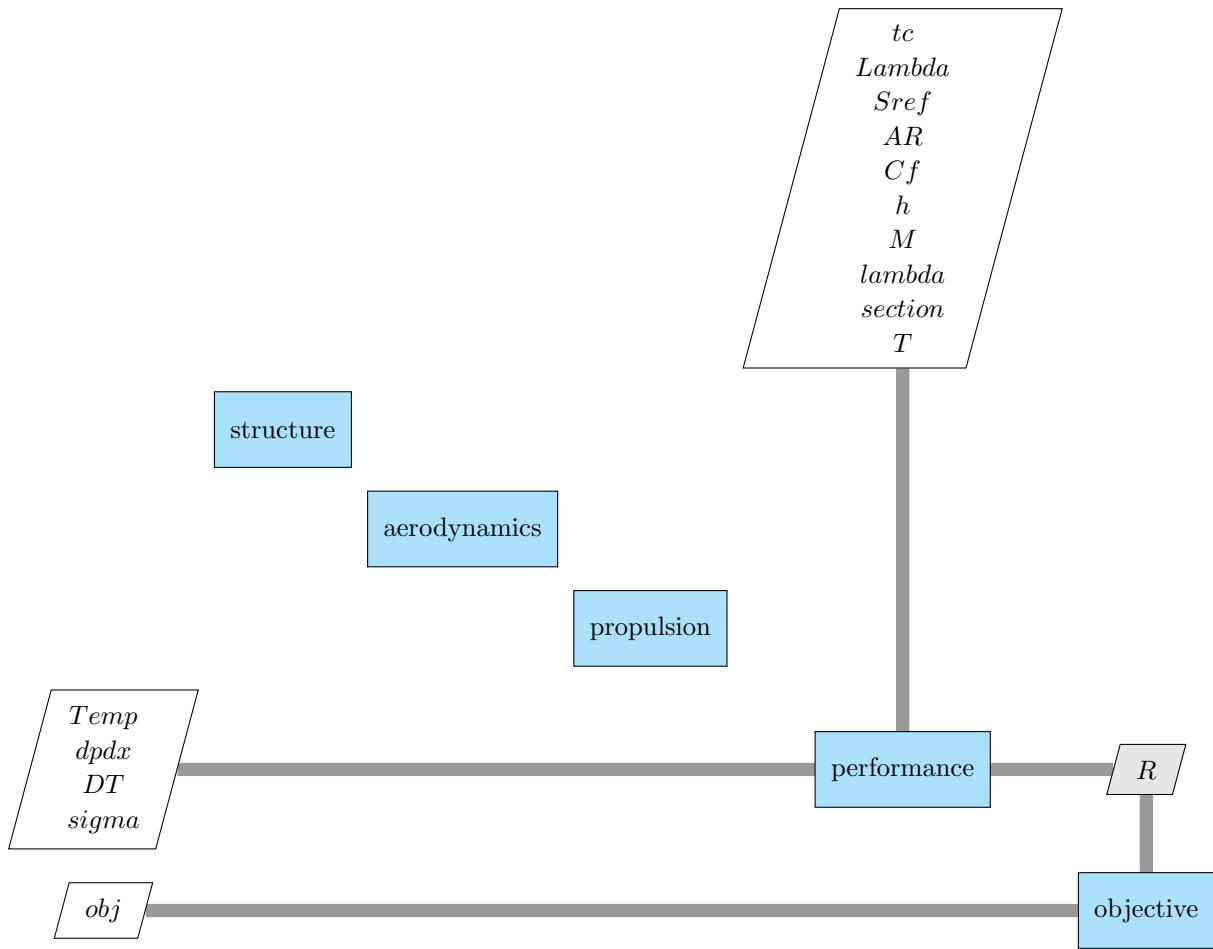 tc
Lambda
Sref
AR
Cf
h
M
lambda
section
T
structure
aerodynamics
propulsion
Temp
dpdx
DT
sigma
performance
R
obj
objective